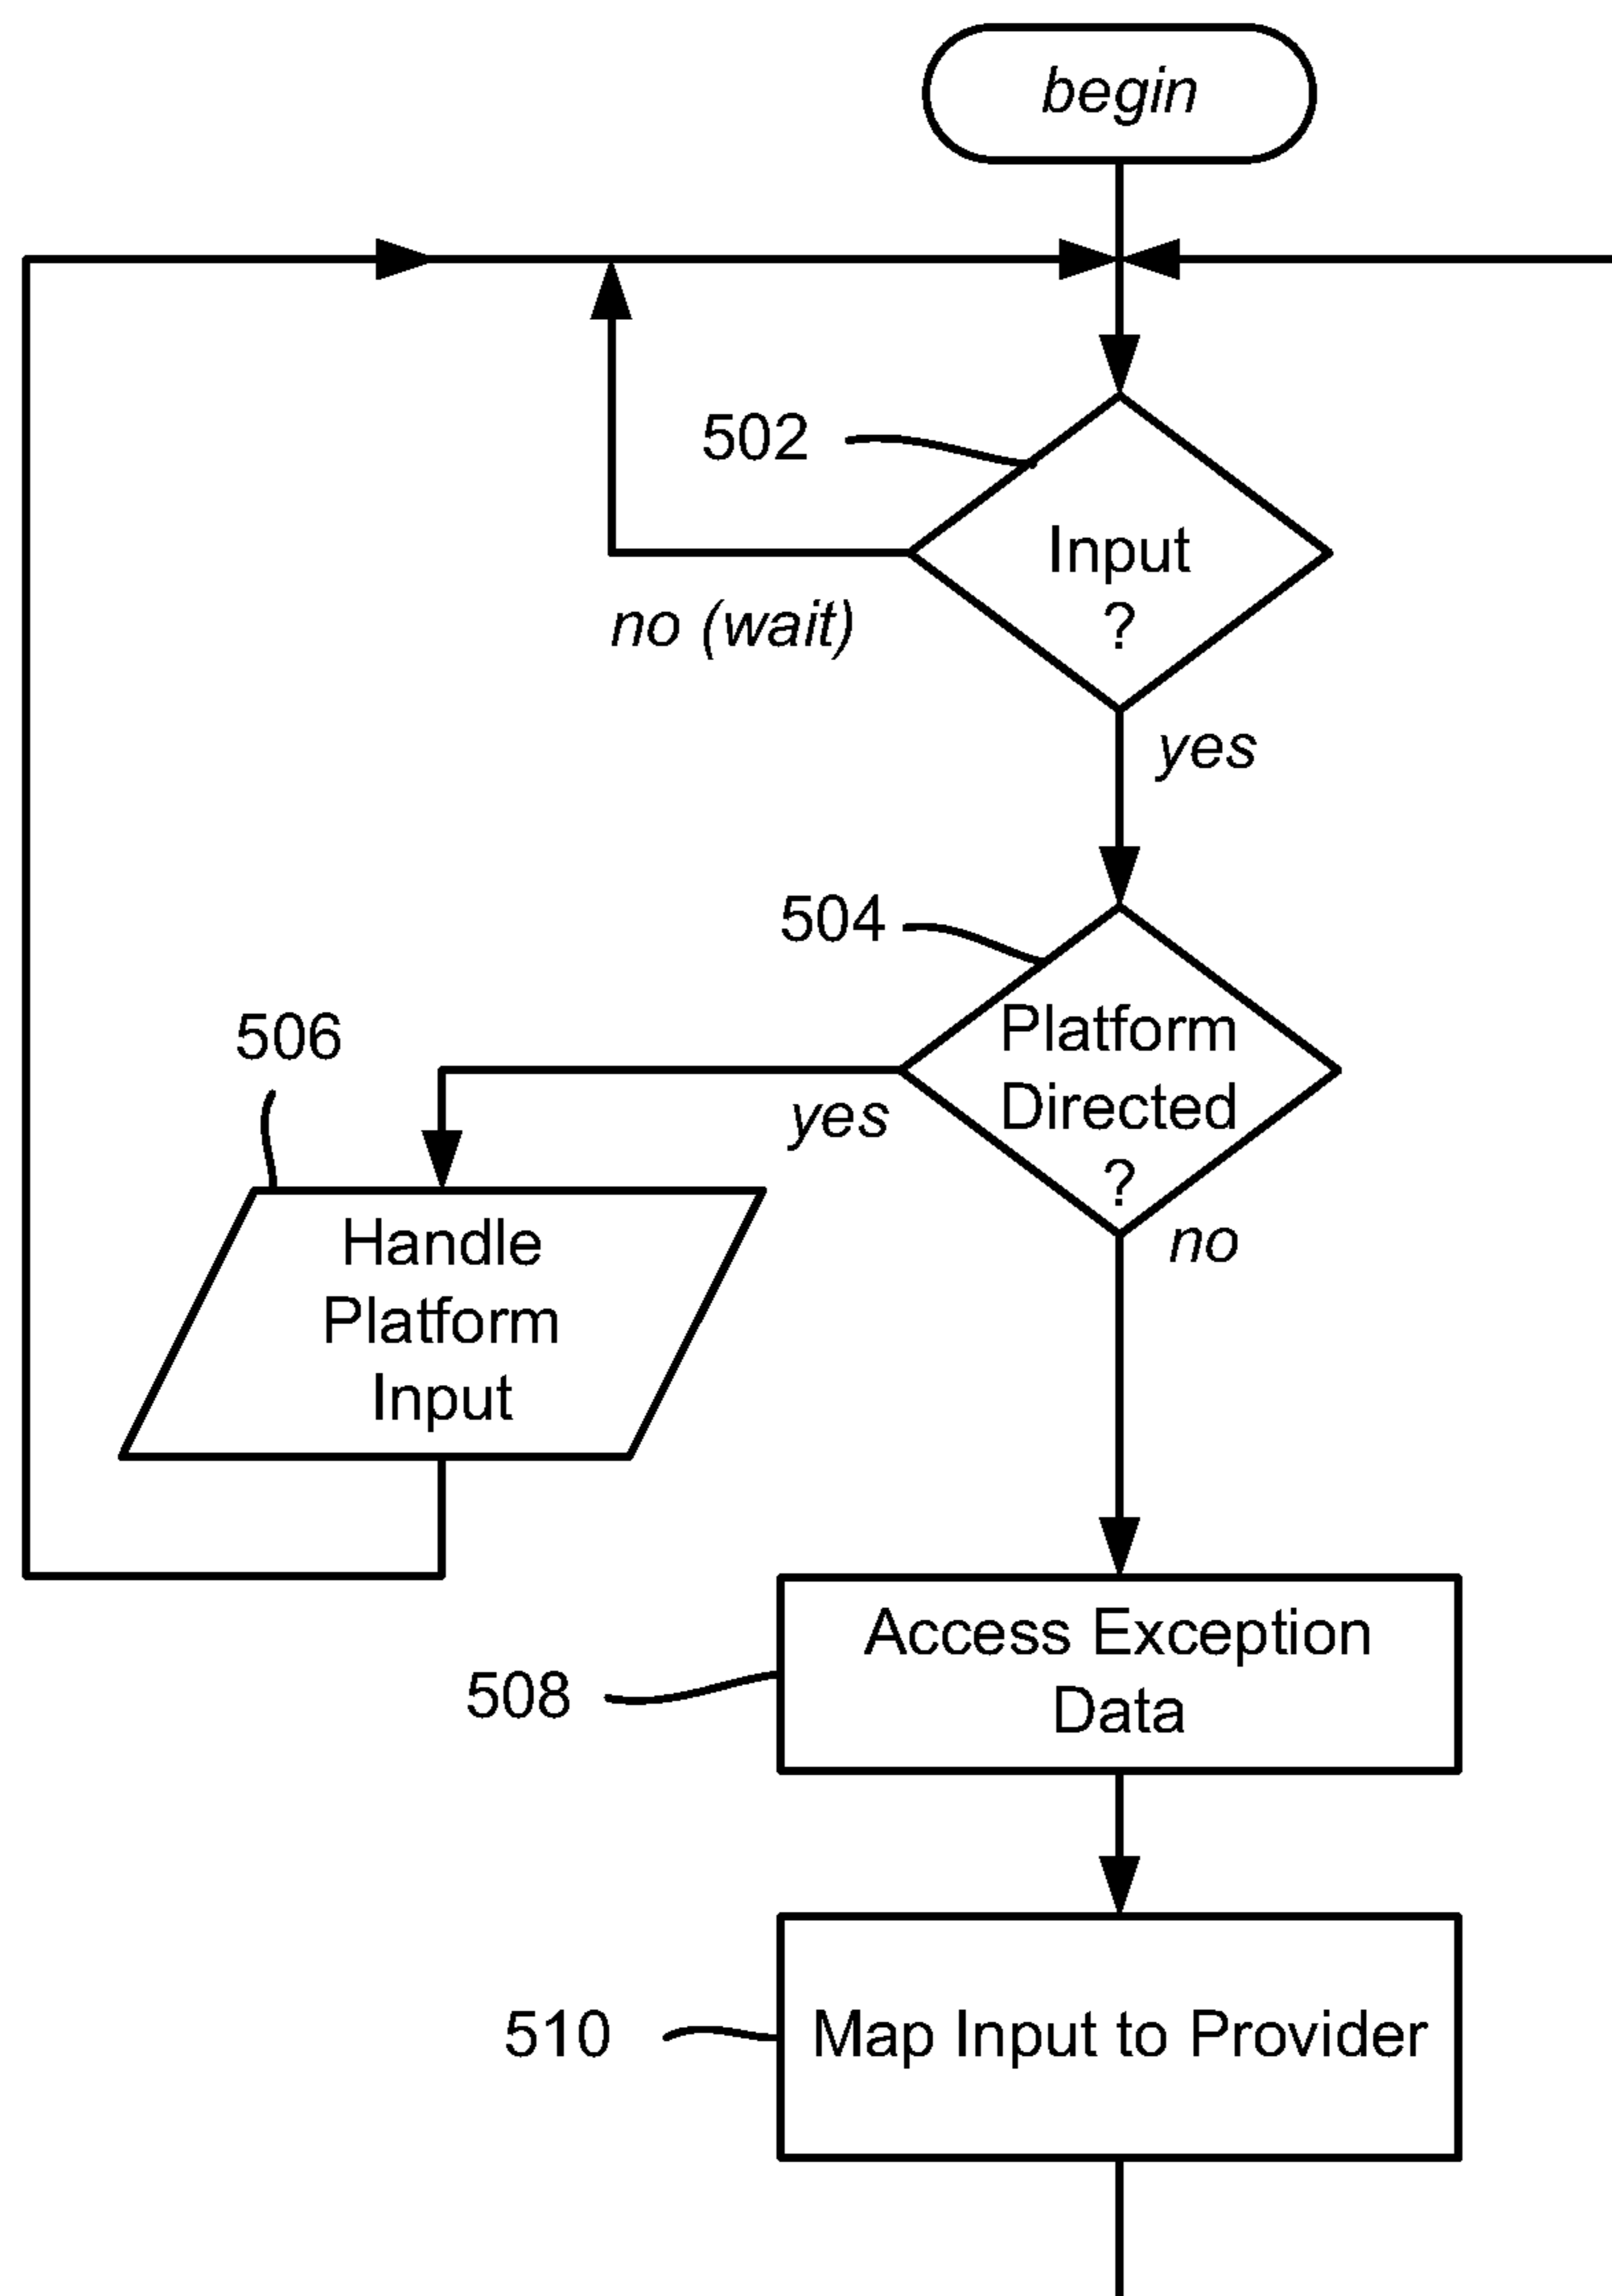 begin
502
Input
?
no (wait)
yes
504
Platform
Directed
?
yes
no
506
Handle
Platform
Input
Access Exception
Data
508
510
Map Input to Provider